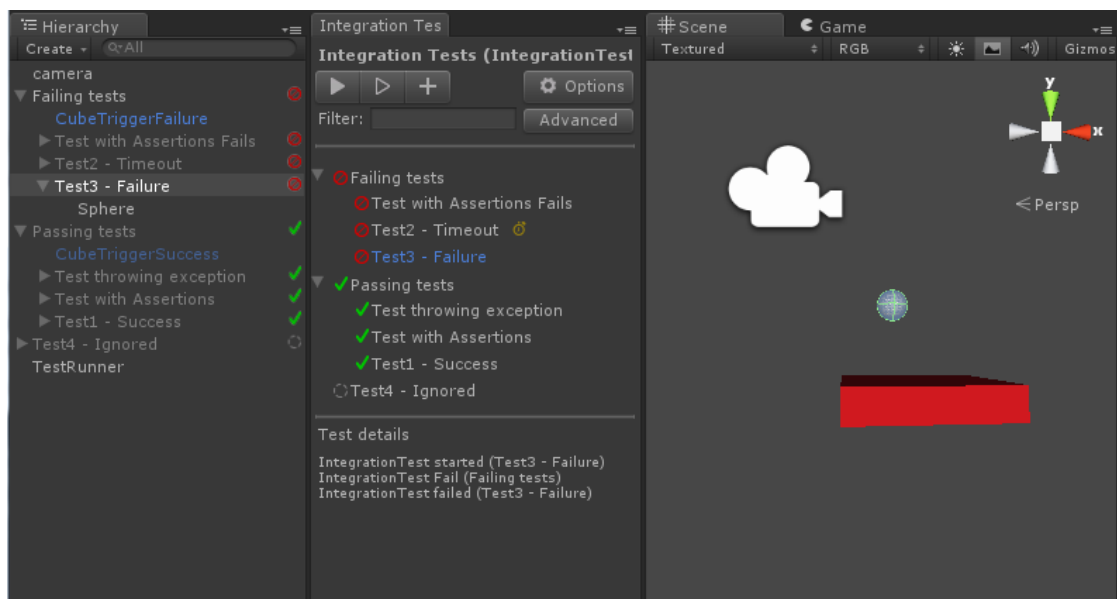 Hierarchy
Create
All
camera
Failing tests
CubeTriggerFailure
Test with Assertions Fails
Test2 - Timeout
Test3 - Failure
Sphere
Passing tests
CubeTriggerSuccess
Test throwing exception
Test with Assertions
Test1 - Success
Test4 - Ignored
TestRunner
Integration Tes
Integration Tests (IntegrationTest
Options
Filter:
Advanced
Failing tests
Test with Assertions Fails
Test2 - Timeout
Test3 - Failure
Passing tests
Test throwing exception
Test with Assertions
Test1 - Success
Test4 - Ignored
Test details
IntegrationTest started (Test3 - Failure)
IntegrationTest Fail (Failing tests)
IntegrationTest failed (Test3 - Failure)
Scene
Game
Textured
RGB
Gizmos
y
x
Persp